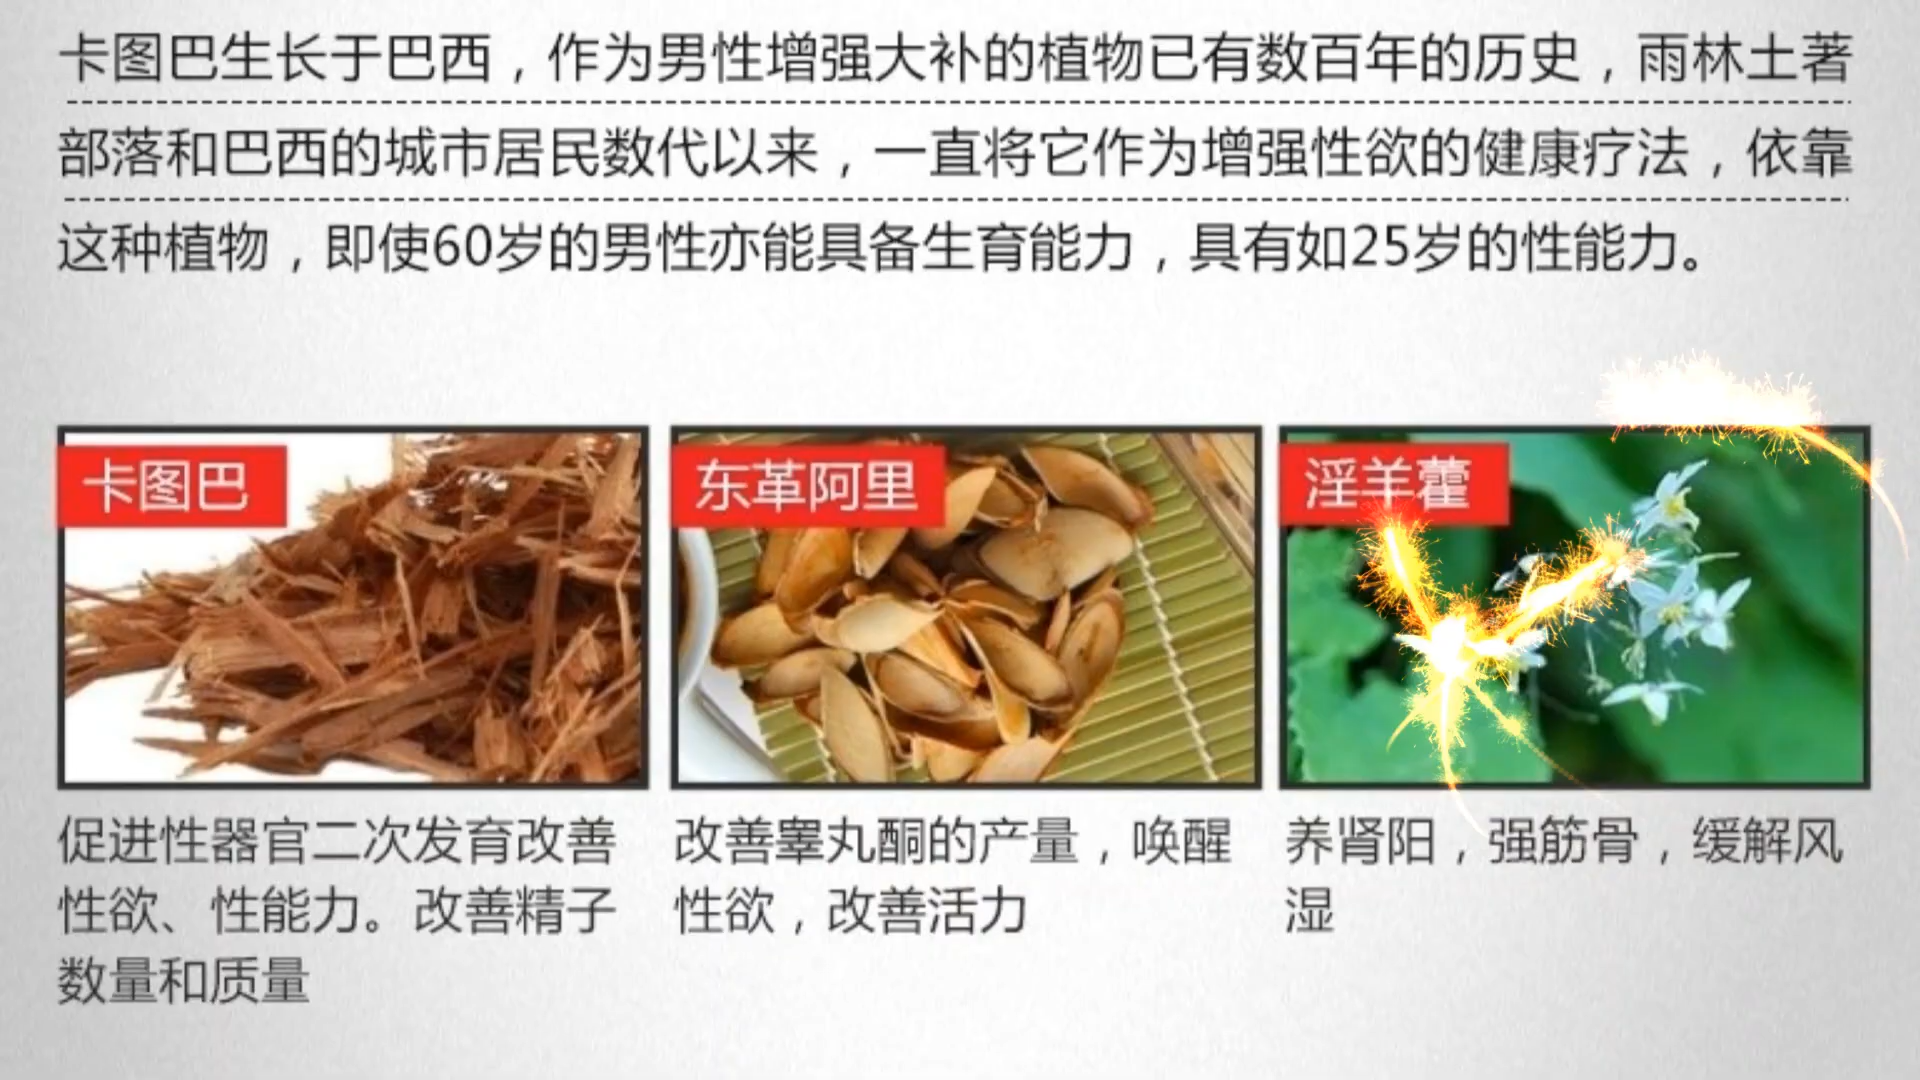 卡图巴生长于巴西，作为男性增强大补的植物已有数百年的历史，雨林土著
部落和巴西的城市居民数代以来，一直将它作为增强性欲的健康疗法，依靠
这种植物，即使60岁的男性亦能具备生育能力，具有如25岁的性能力。
卡图巴
东革阿里
淫羊藿
促进性器官二次发育改善
性欲、性能力。改善精子
数量和质量
改善睾丸酮的产量，唤醒
性欲，改善活力
养肾阳，强筋骨，缓解风
湿